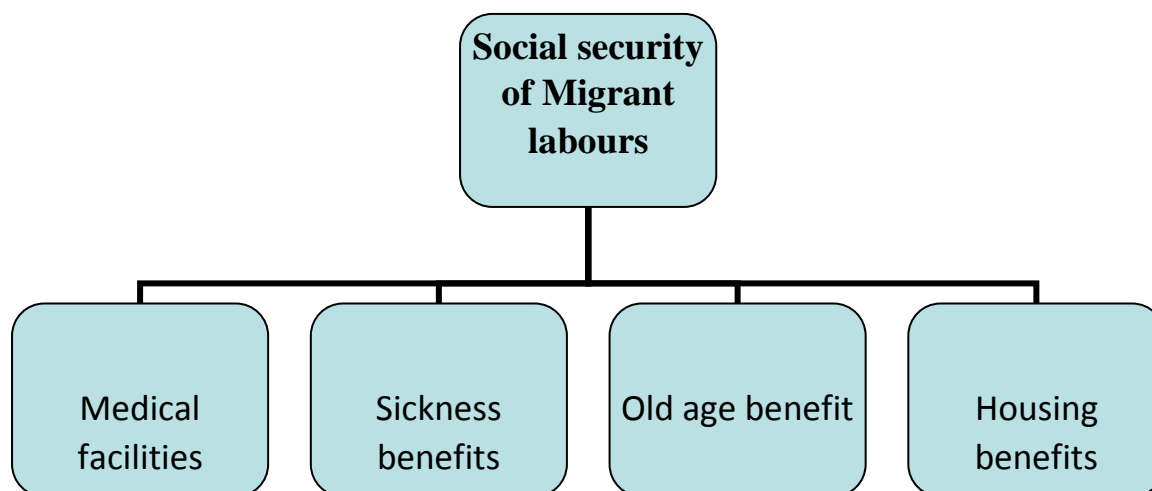 Social security
of Migrant
labours
Medical
facilities
Sickness
benefits
Old age benefit
Housing
benefits